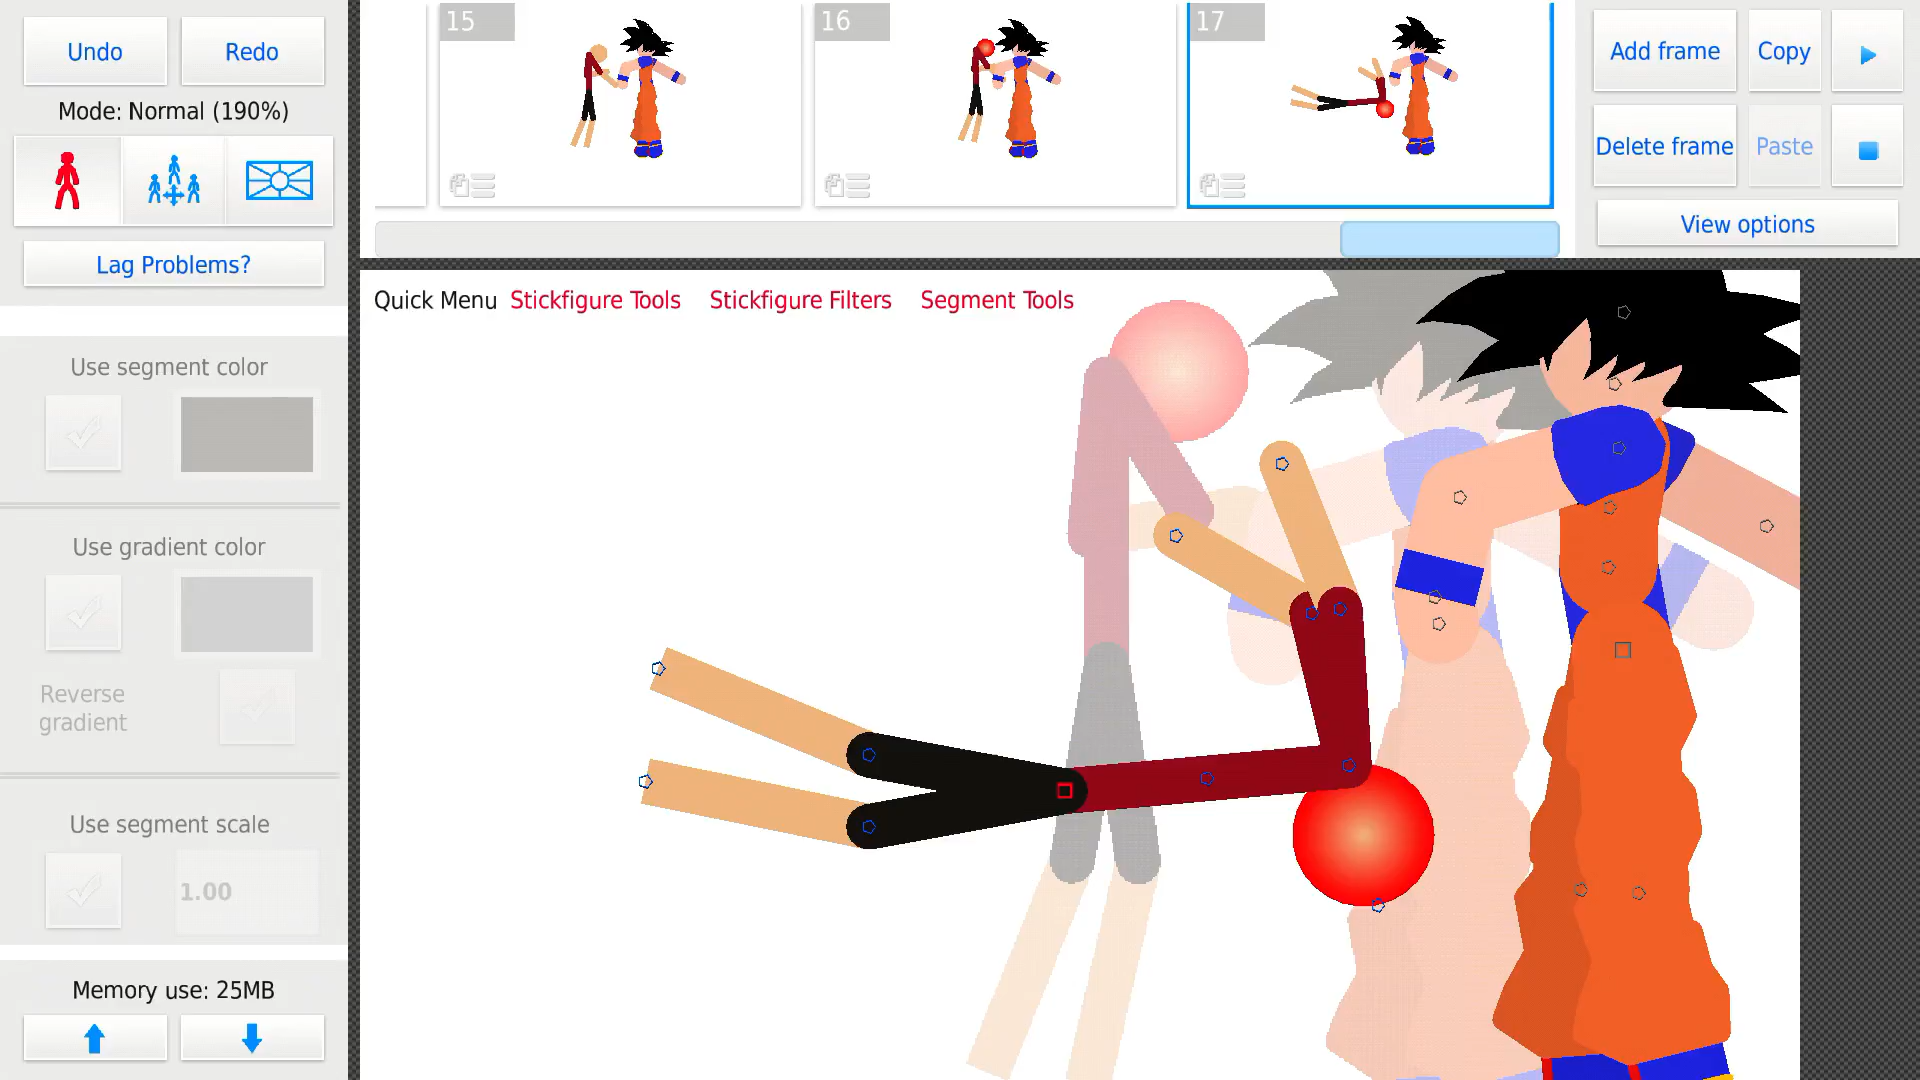 Undo
Redo
Mode: Normal (190%)
Lag Problems?
Use segment color
Use gradient color
Reverse
gradient
Use segment scale
1.00
Memory use: 25MB
15
16
17
Add frame
Copy
Delete frame
Paste
View options
Quick Menu
Stickfigure Tools
Stickfigure Filters
Segment Tools